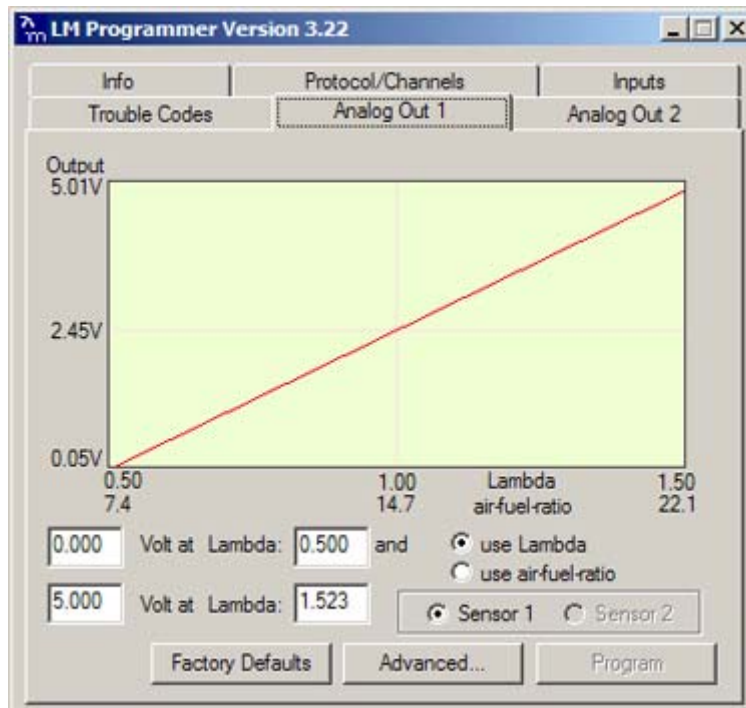 LM Programmer Version 3.22
Info Protocol/Channels Inputs
Trouble Codes Analog Out 1 Analog Out 2
Output
5.01V
2.45V
0.05V
0.50 1.00 Lambda 1.50
7.4 14.7 air-fuel-ratio 22.1
0.000 Volt at Lambda: 0.500 and use Lambda
use air-fuel-ratio
5.000 Volt at Lambda: 1.523 Sensor 1 Sensor 2
Factory Defaults Advanced... Program